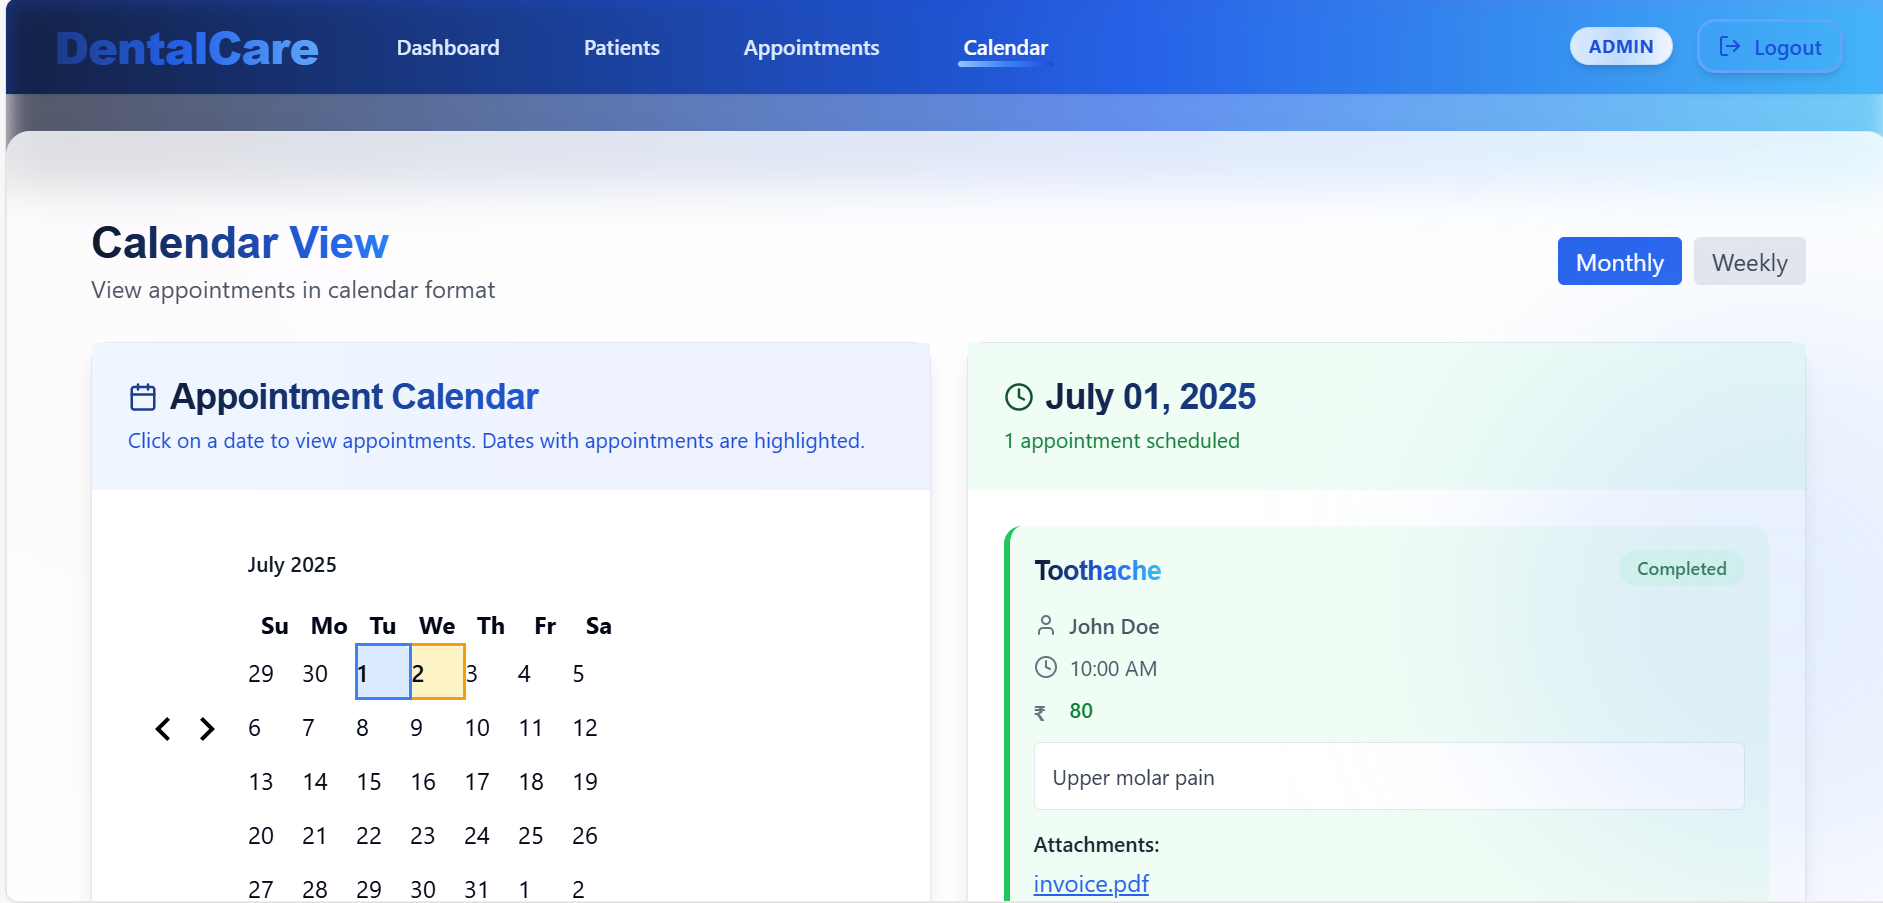 DentalCare
Dashboard
Patients
Appointments
Calendar
ADMIN
Logout
Calendar View
View appointments in calendar format
Monthly
Weekly
Appointment Calendar
Click on a date to view appointments. Dates with appointments are highlighted.
July 2025
Su Mo Tu We Th Fr Sa
29 30 1 2 3 4 5
6 7 8 9 10 11 12
13 14 15 16 17 18 19
20 21 22 23 24 25 26
27 28 29 30 31 1 2
July 01, 2025
1 appointment scheduled
Toothache
Completed
John Doe
10:00 AM
₹ 80
Upper molar pain
Attachments:
invoice.pdf